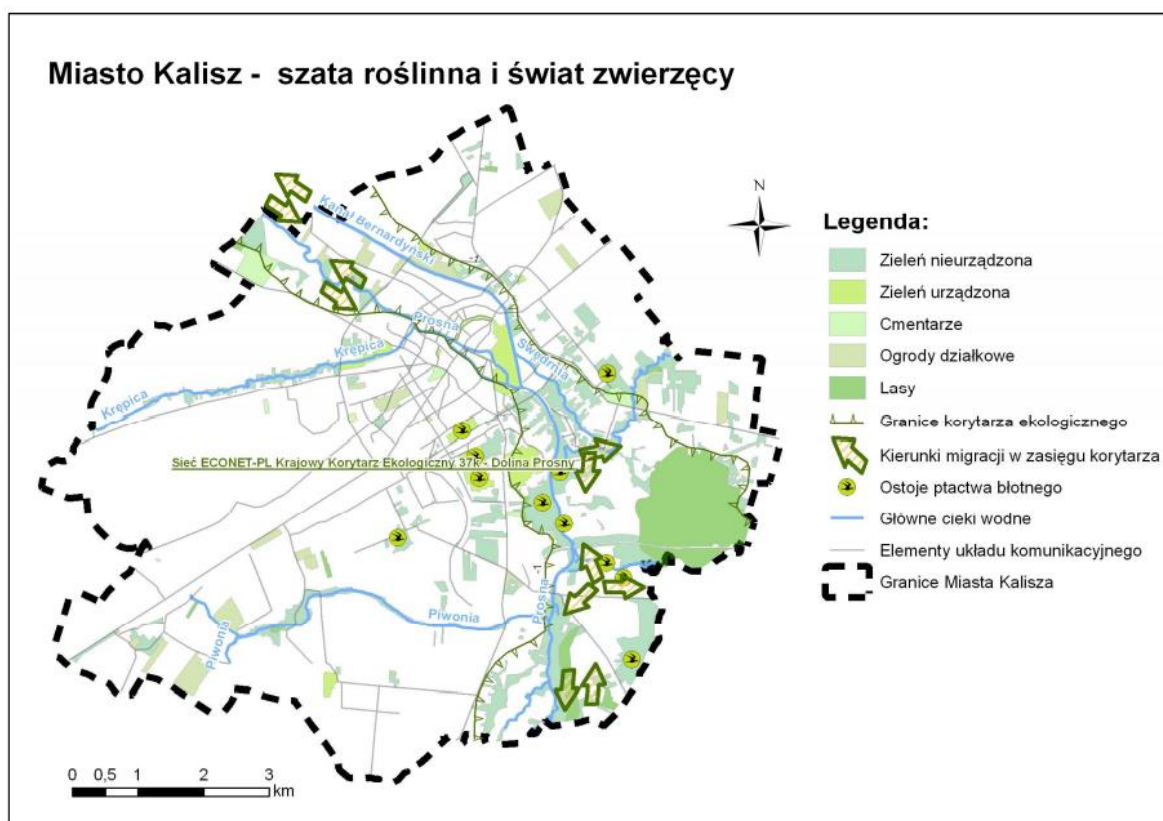 Miasto Kalisz - szata roślinna i świat zwierzęcy
N
Kanał Bernardyński
-1
Prosna
Swędrnia
Krępica
Krępica
Sieć ECONET-PL Krajowy Korytarz Ekologiczny 37k - Dolina Prosny
-1
Prosna
Piwonia
Piwonia
0 0,5 1 2 3
km
Legenda:
Zieleń nieurządzona
Zieleń urządzona
Cmentarze
Ogrody działkowe
Lasy
Granice korytarza ekologicznego
Kierunki migracji w zasięgu korytarza
Ostoje ptactwa błotnego
Główne cieki wodne
Elementy układu komunikacyjnego
Granice Miasta Kalisza